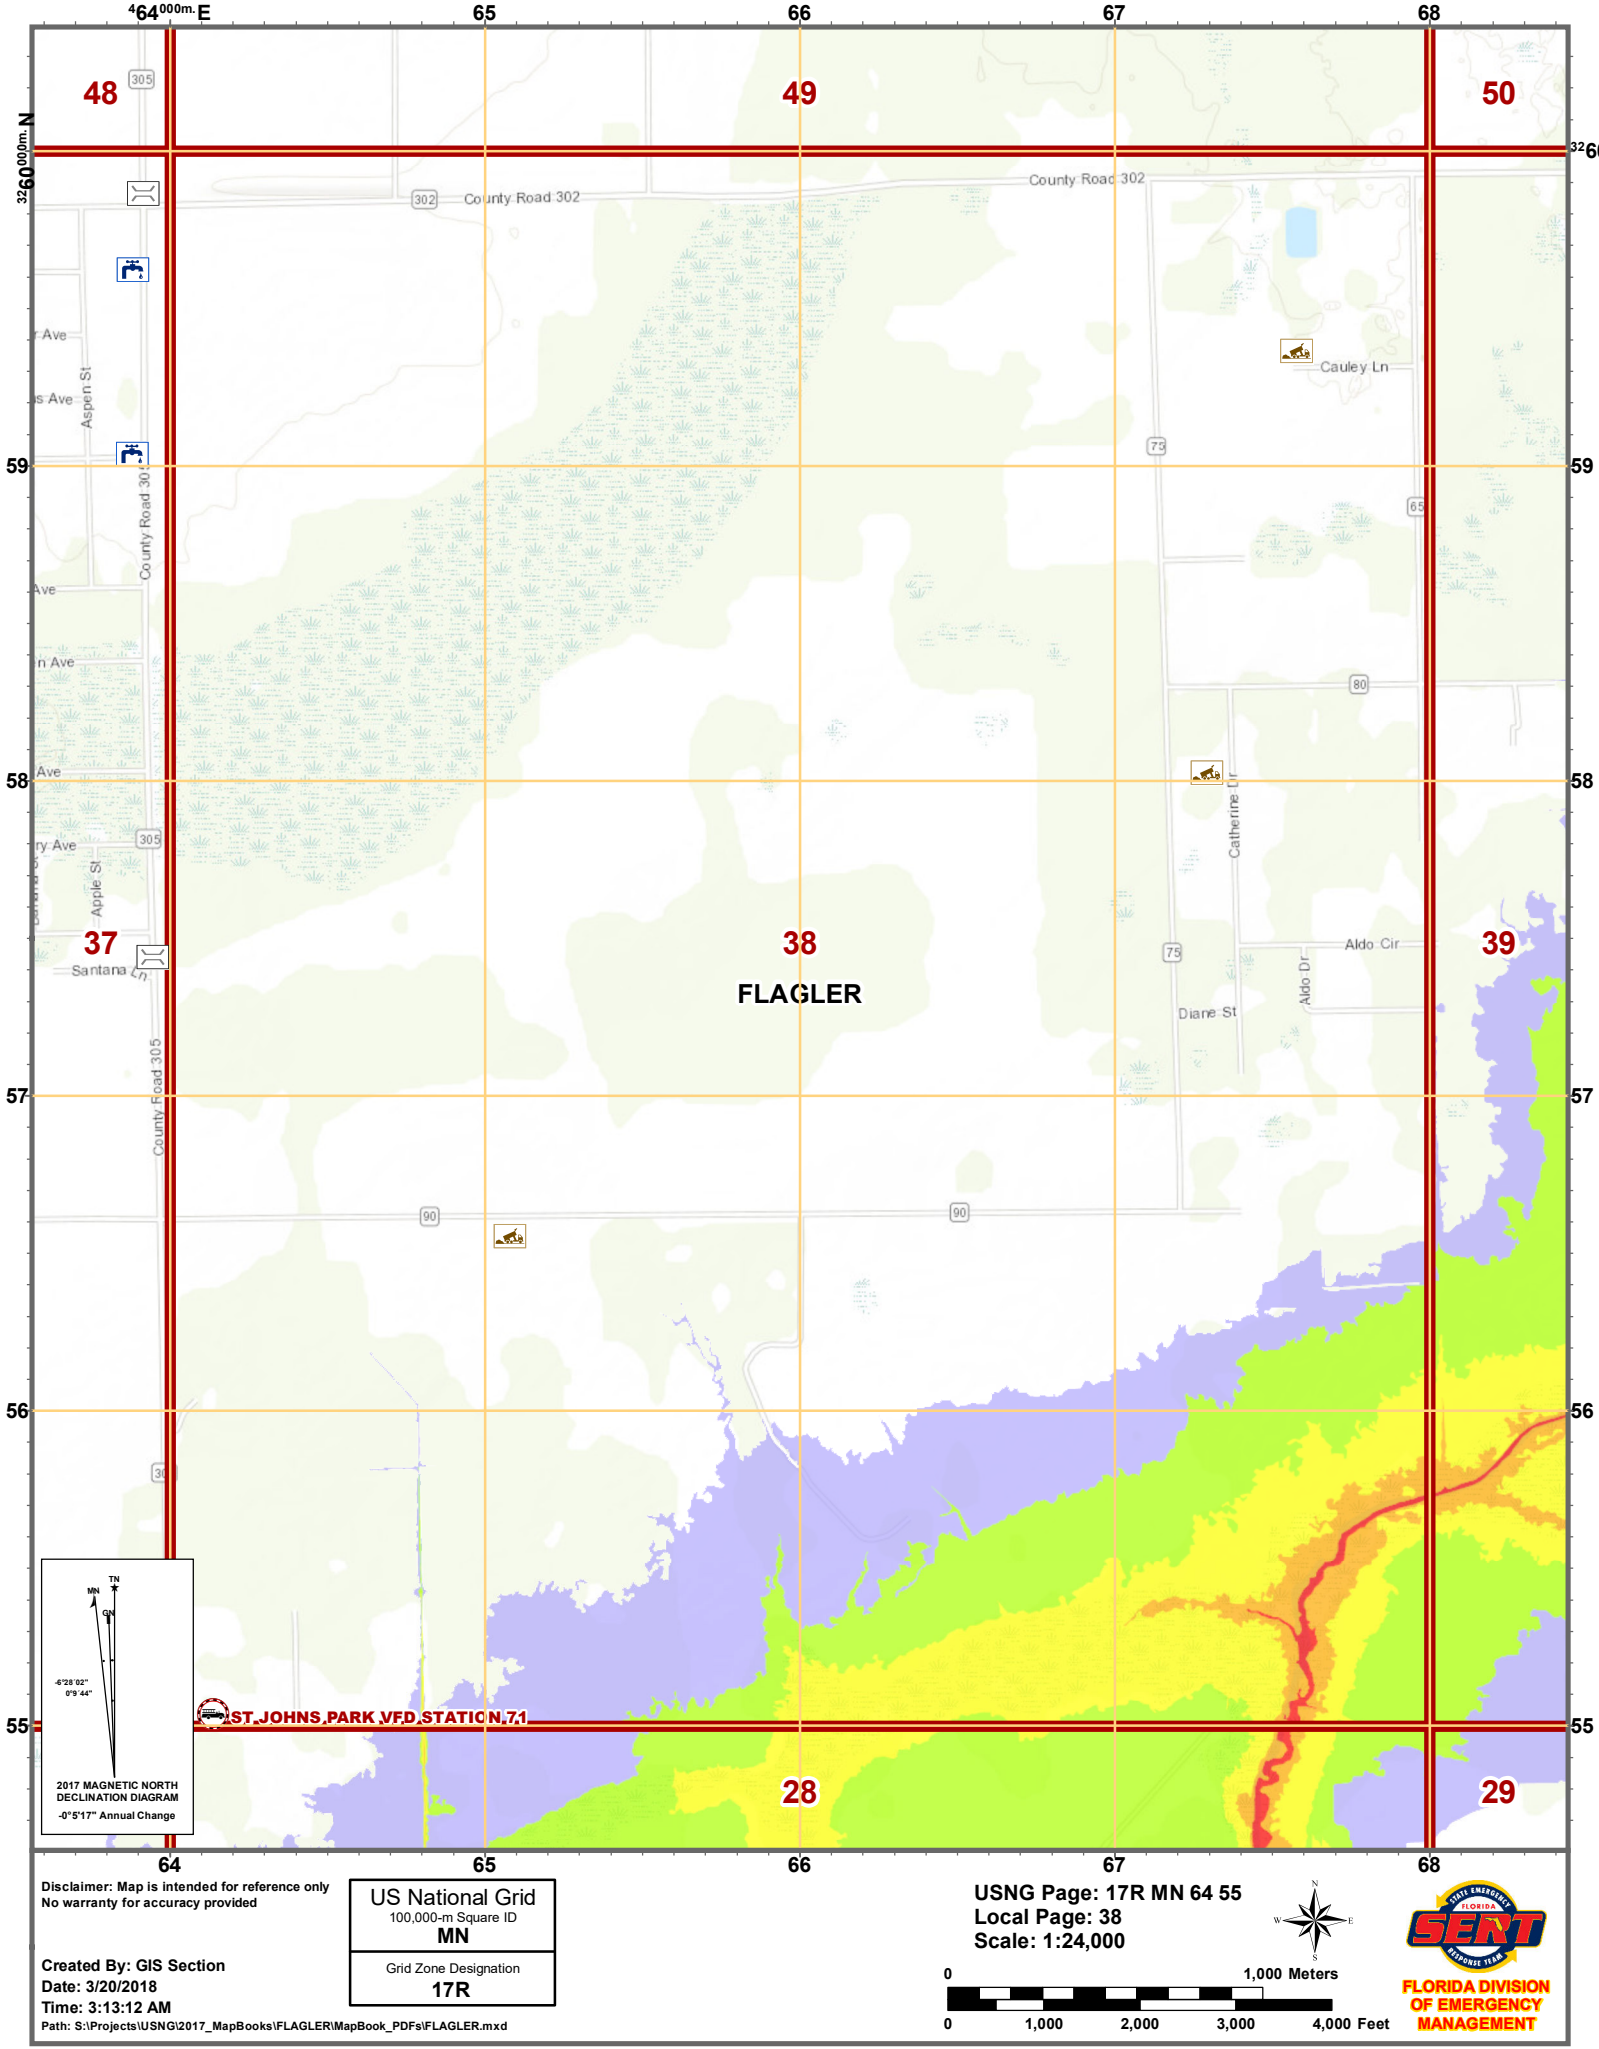 464000m.E 65 66 67 68
48 49 50
305
3260000m. N
3260
County Road 302
302 County Road 302
r Ave
Aspen St
Cauley Ln
us Ave
75
59 59
County Road 305
65
Ave
n Ave
80
Ave
58 58
Catherine Dr
305
ry Ave
Apple St
37 38 39
Aldo Cir
75
Santana Ln
Aldo Dr
FLAGLER
Diane St
County Road 305
57 57
90 90
56 56
30
TN
MN
GN
-6°28'02"
0°9'44"
ST JOHNS PARK VFD STATION 71
55 55
2017 MAGNETIC NORTH
DECLINATION DIAGRAM
-0°5'17" Annual Change
28 29
64 65 66 67 68
Disclaimer: Map is intended for reference only
No warranty for accuracy provided
Created By: GIS Section
Date: 3/20/2018
Time: 3:13:12 AM
Path: S:\Projects\USNG\2017_MapBooks\FLAGLER\MapBook_PDFs\FLAGLER.mxd
US National Grid
100,000-m Square ID
MN
Grid Zone Designation
17R
USNG Page: 17R MN 64 55
Local Page: 38
Scale: 1:24,000
N
W E
S
0 1,000 Meters
0 1,000 2,000 3,000 4,000 Feet
STATE EMERGENCY
FLORIDA
SERT
RESPONSE TEAM
FLORIDA DIVISION
OF EMERGENCY
MANAGEMENT